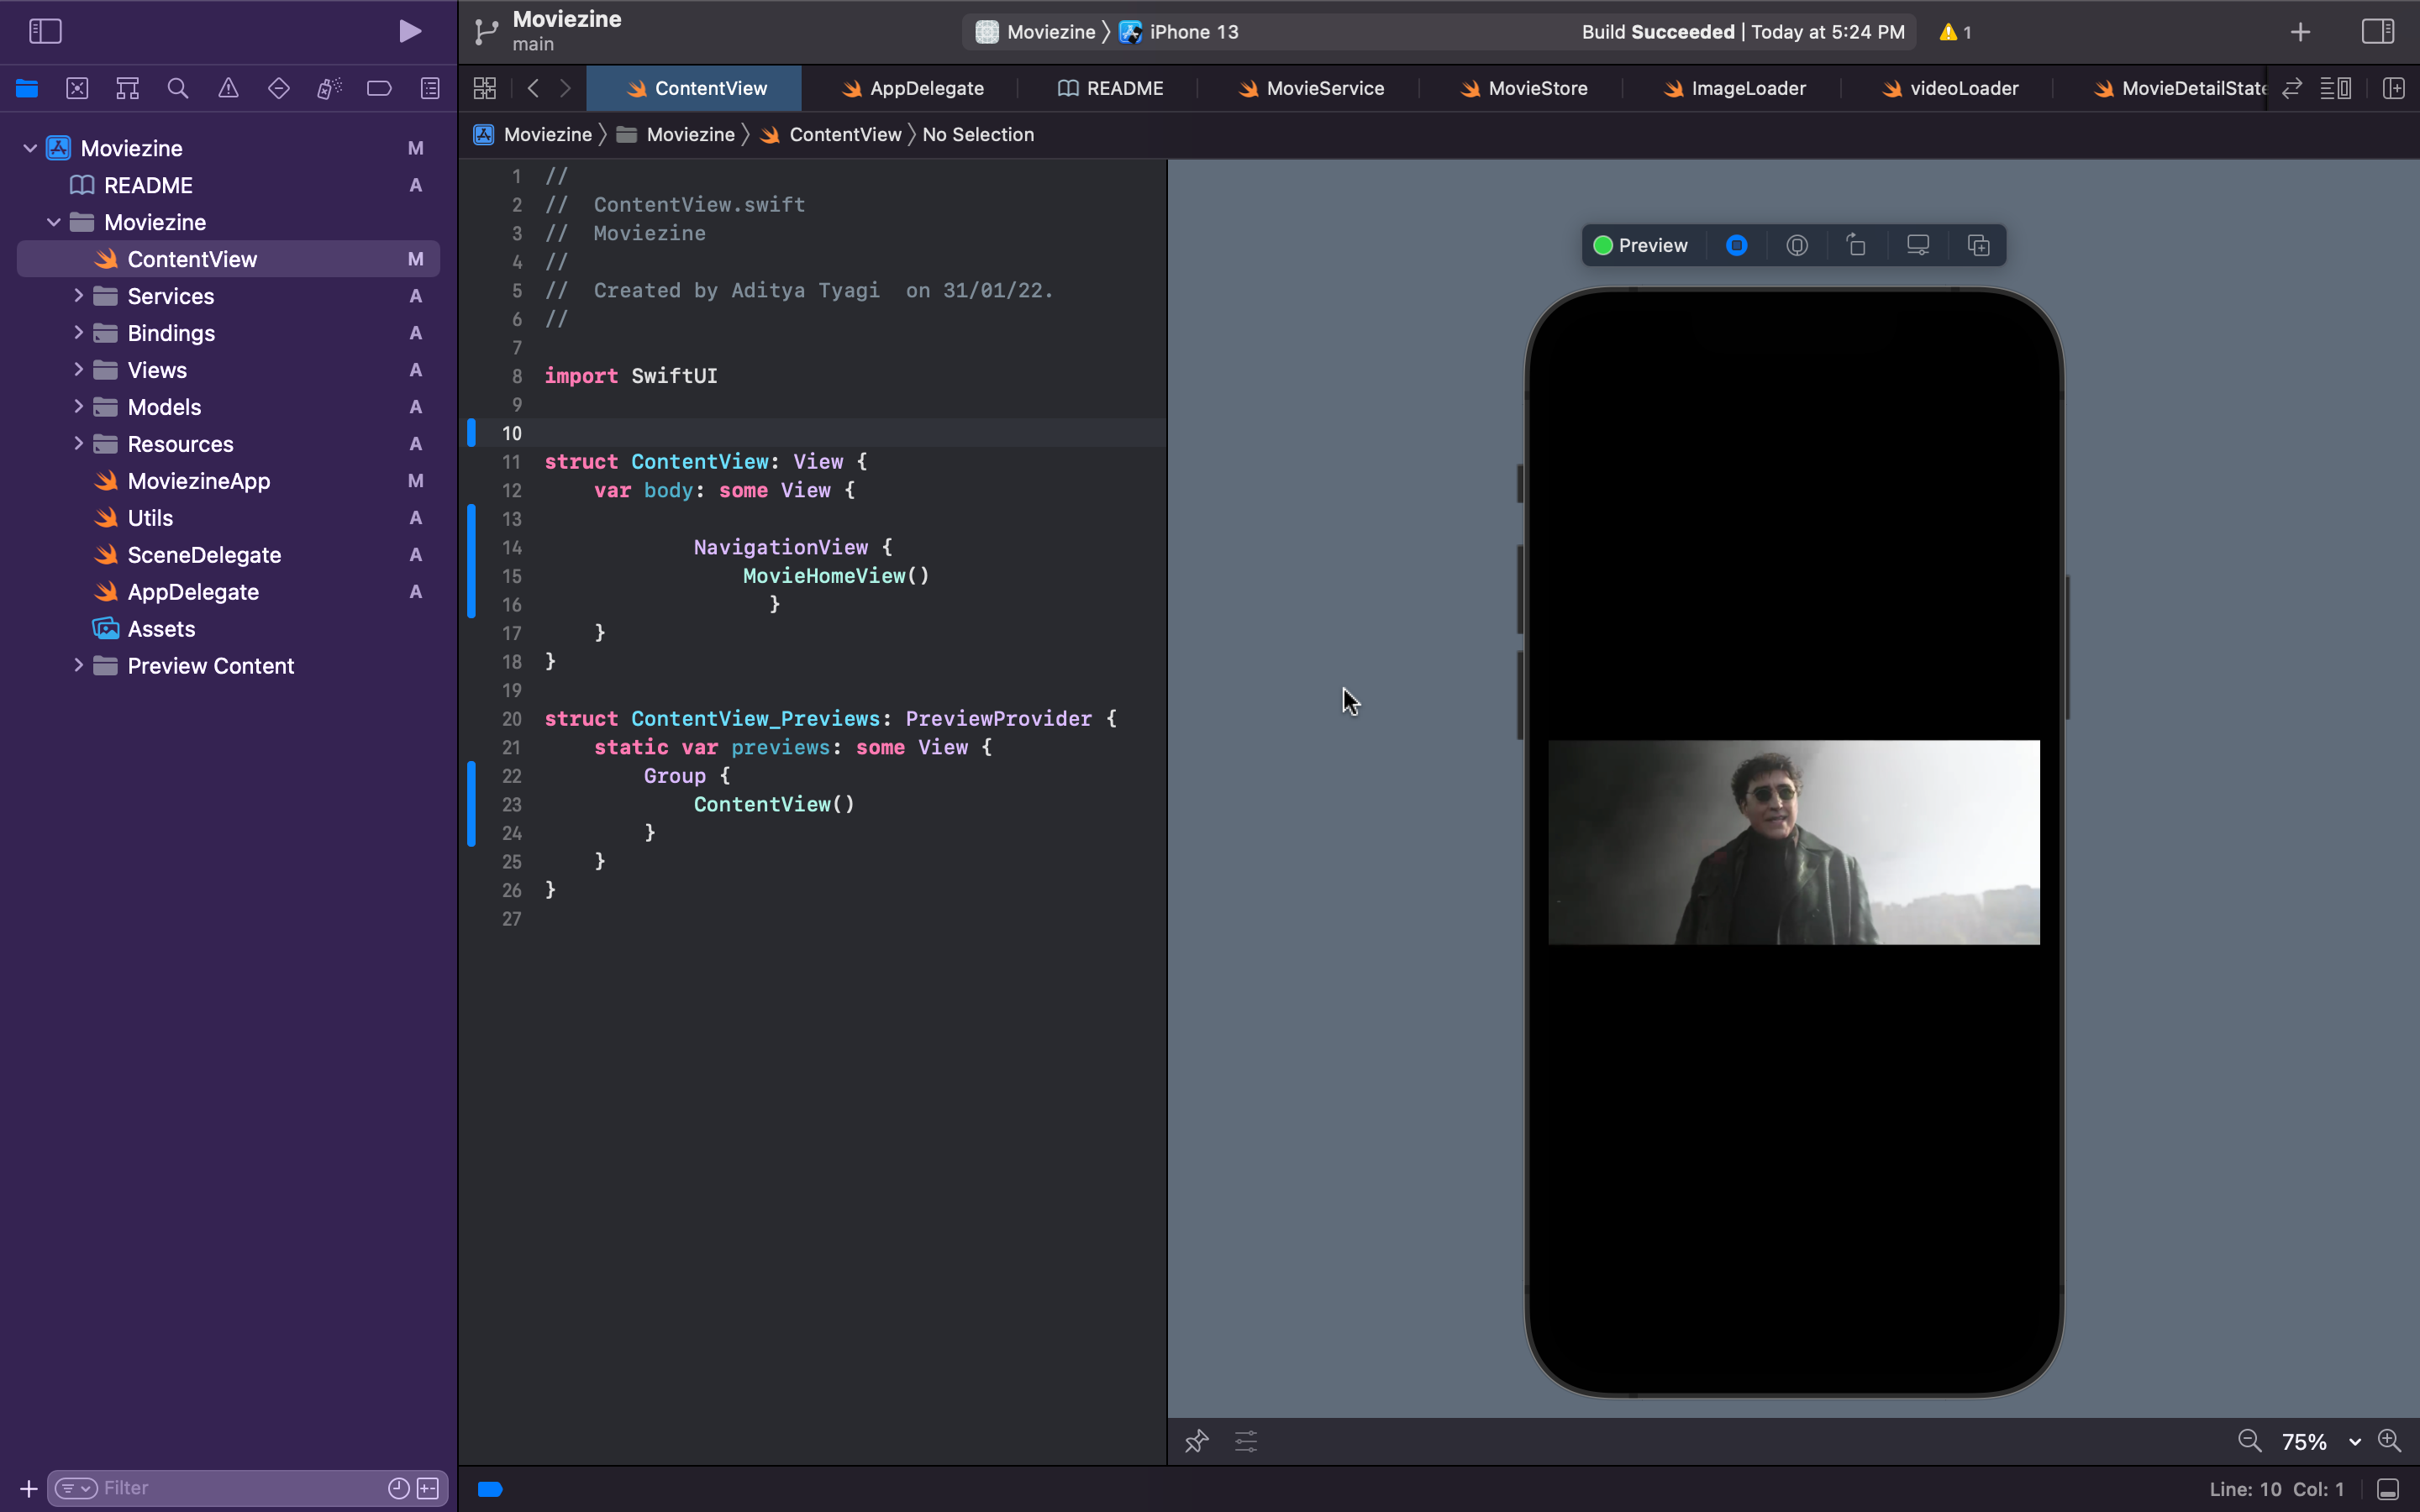 Moviezine
main
Moviezine 〉 iPhone 13
Build Succeeded | Today at 5:24 PM
1
ContentView
AppDelegate
README
MovieService
MovieStore
ImageLoader
videoLoader
MovieDetailState
Moviezine 〉 Moviezine 〉 ContentView 〉 No Selection
Moviezine M
README A
Moviezine
ContentView M
Services A
Bindings A
Views A
Models A
Resources A
MoviezineApp M
Utils A
SceneDelegate A
AppDelegate A
Assets
Preview Content
Filter
1 //
2 //  ContentView.swift
3 //  Moviezine
4 //
5 //  Created by Aditya Tyagi  on 31/01/22.
6 //
7
8 import SwiftUI
9
10
11 struct ContentView: View {
12     var body: some View {
13
14             NavigationView {
15                 MovieHomeView()
16                   }
17     }
18 }
19
20 struct ContentView_Previews: PreviewProvider {
21     static var previews: some View {
22         Group {
23             ContentView()
24         }
25     }
26 }
27
Preview
75%
Line: 10 Col: 1